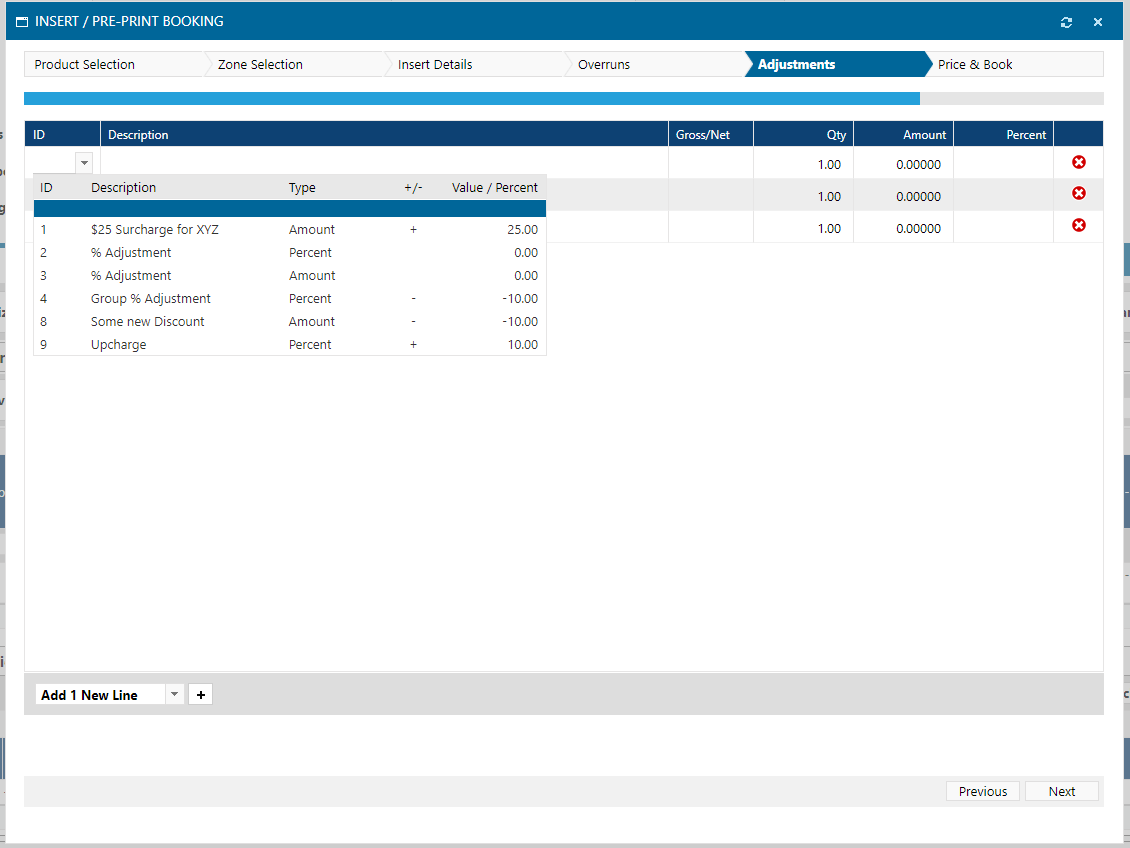 INSERT / PRE-PRINT BOOKING
Product Selection Zone Selection Insert Details Overruns Adjustments Price & Book
ID Description Gross/Net Qty Amount Percent
1.00 0.00000
ID Description Type +/- Value / Percent
1.00 0.00000
1 $25 Surcharge for XYZ Amount + 25.00
1.00 0.00000
2 % Adjustment Percent 0.00
3 % Adjustment Amount 0.00
4 Group % Adjustment Percent - -10.00
8 Some new Discount Amount - -10.00
9 Upcharge Percent + 10.00
Add 1 New Line +
Previous Next